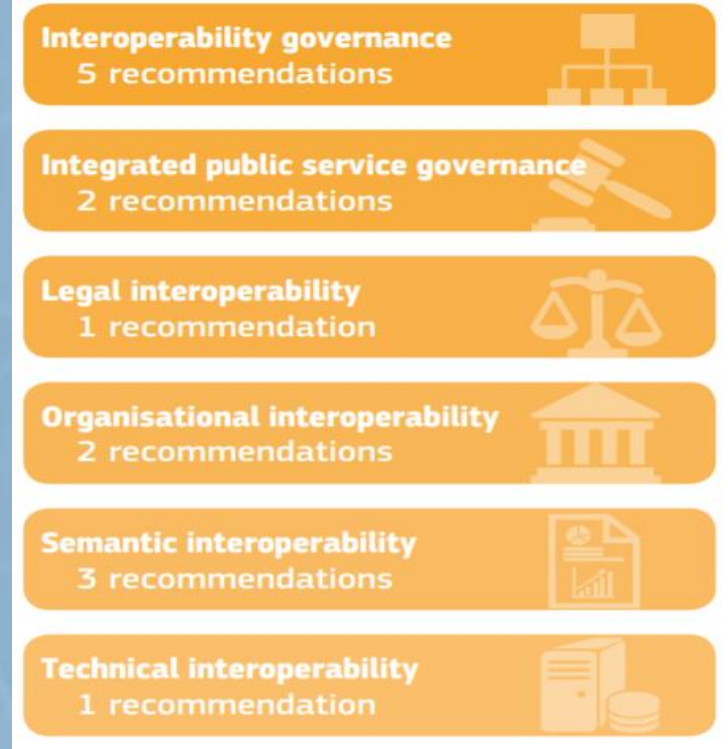 Interoperability governance
5 recommendations
Integrated public service governance
2 recommendations
Legal interoperability
1 recommendation
Organisational interoperability
2 recommendations
Semantic interoperability
3 recommendations
Technical interoperability
1 recommendation